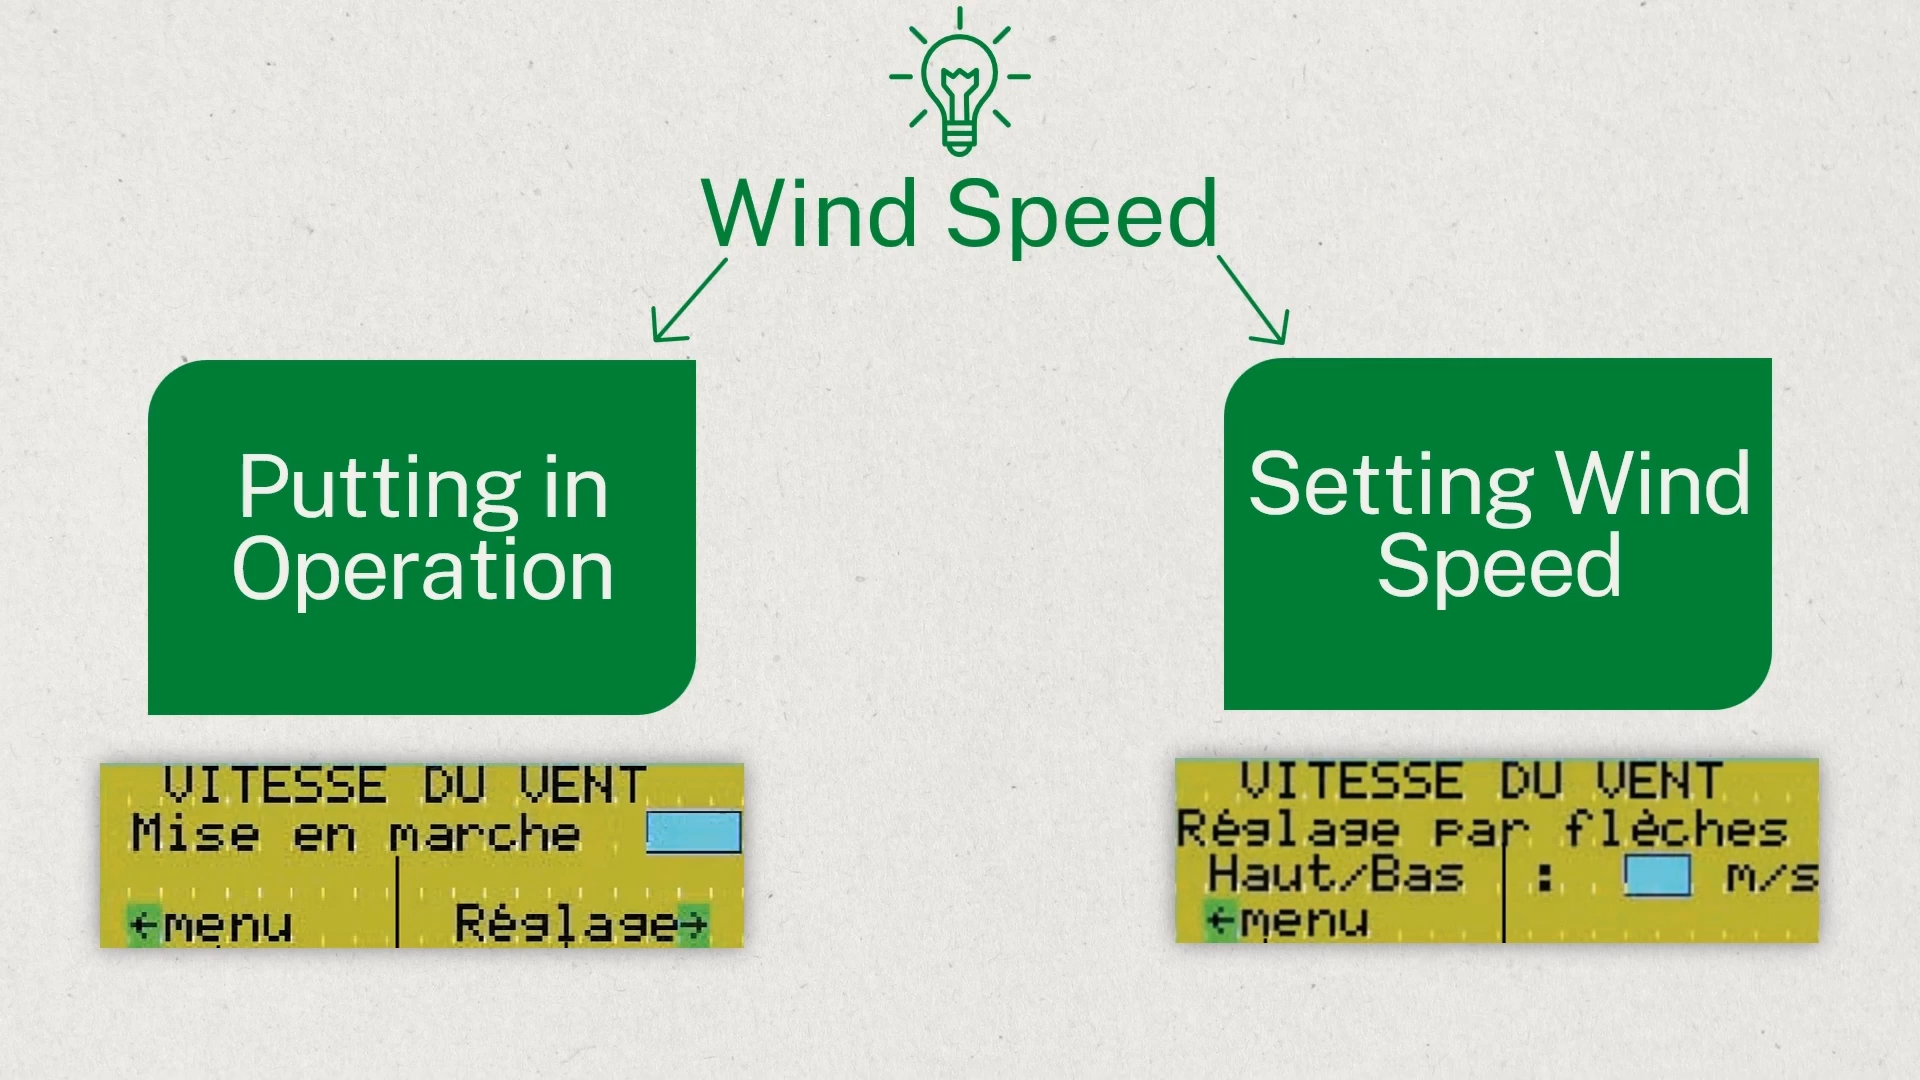 Wind Speed
Putting in
Operation
Setting Wind
Speed
VITESSE DU VENT
Mise en marche
←menu Réglage→
VITESSE DU VENT
Réglage par flèches
Haut/Bas : m/s
←menu